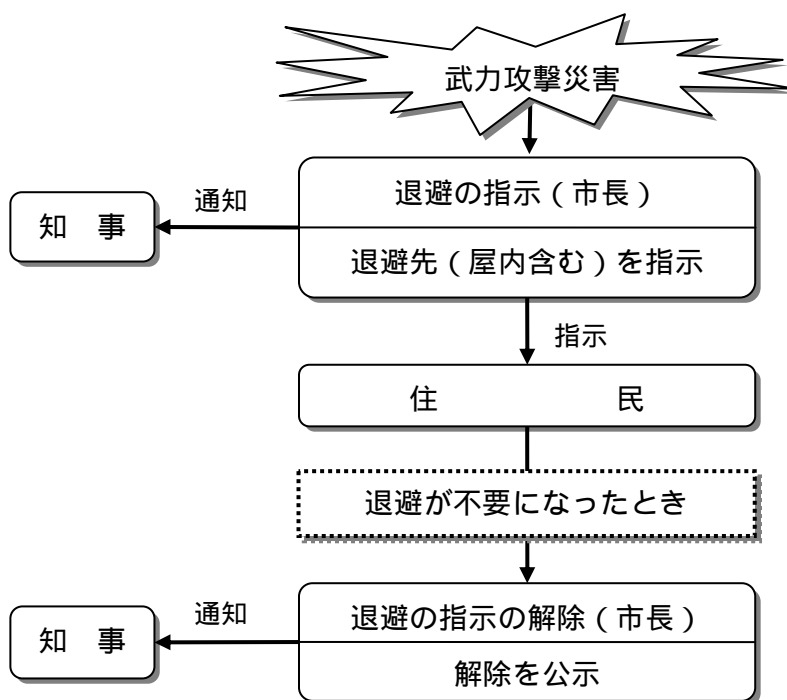 武力攻撃災害
退避の指示（市長）
通知
知　事
退避先（屋内含む）を指示
指示
住　　　　　民
退避が不要になったとき
退避の指示の解除（市長）
通知
知　事
解除を公示